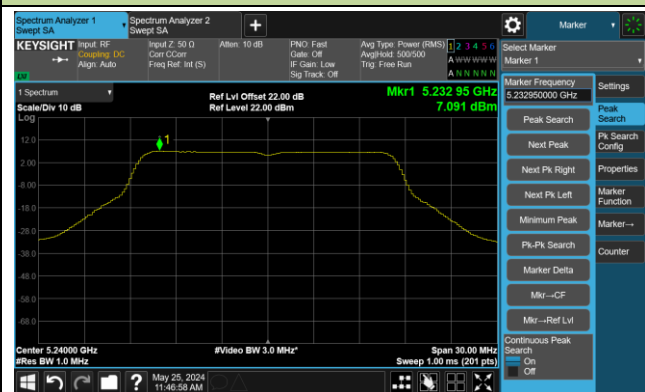 Spectrum Analyzer 1
Swept SA
Spectrum Analyzer 2
Swept SA
+
Marker
KEYSIGHT
Input: RF
Coupling: DC
Align: Auto
Input Z: 50 Ω
Corr CCorr
Freq Ref: Int (S)
Atten: 10 dB
PNO: Fast
Gate: Off
IF Gain: Low
Sig Track: Off
Avg Type: Power (RMS)
Avg|Hold: 500/500
Trig: Free Run
1 2 3 4 5 6
A W W W W W
A N N N N N
Select Marker
Marker 1
1 Spectrum
Scale/Div 10 dB
Log
Ref Lvl Offset 22.00 dB
Ref Level 22.00 dBm
Mkr1 5.232 95 GHz
7.091 dBm
1
12.0
2.00
-8.00
-18.0
-28.0
-38.0
-48.0
-58.0
-68.0
Center 5.24000 GHz
#Res BW 1.0 MHz
#Video BW 3.0 MHz*
Span 30.00 MHz
Sweep 1.00 ms (201 pts)
Marker Frequency
5.232950000 GHz
Peak Search
Next Peak
Next Pk Right
Next Pk Left
Minimum Peak
Pk-Pk Search
Marker Delta
Mkr→CF
Mkr→Ref Lvl
Continuous Peak
Search
On
Off
Settings
Peak
Search
Pk Search
Config
Properties
Marker
Function
Marker→
Counter
?
May 25, 2024
11:46:58 AM